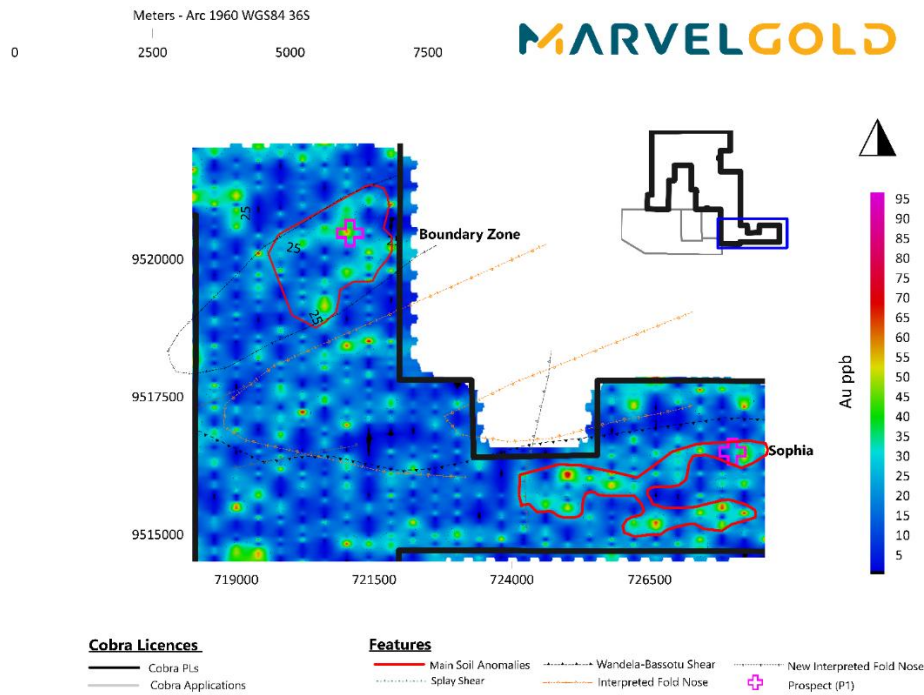 Meters - Arc 1960 WGS84 36S
0 2500 5000 7500
MARVELGOLD
Boundary Zone
25
25
25
9520000
9517500
9515000
Sophia
719000 721500 724000 726500
Au ppb
95
90
85
80
75
70
65
60
55
50
45
40
35
30
25
20
15
10
5
Cobra Licences
Cobra PLs
Cobra Applications
Features
Main Soil Anomalies
Splay Shear
Wandela-Bassotu Shear
Interpreted Fold Nose
New Interpreted Fold Nose
Prospect (P1)